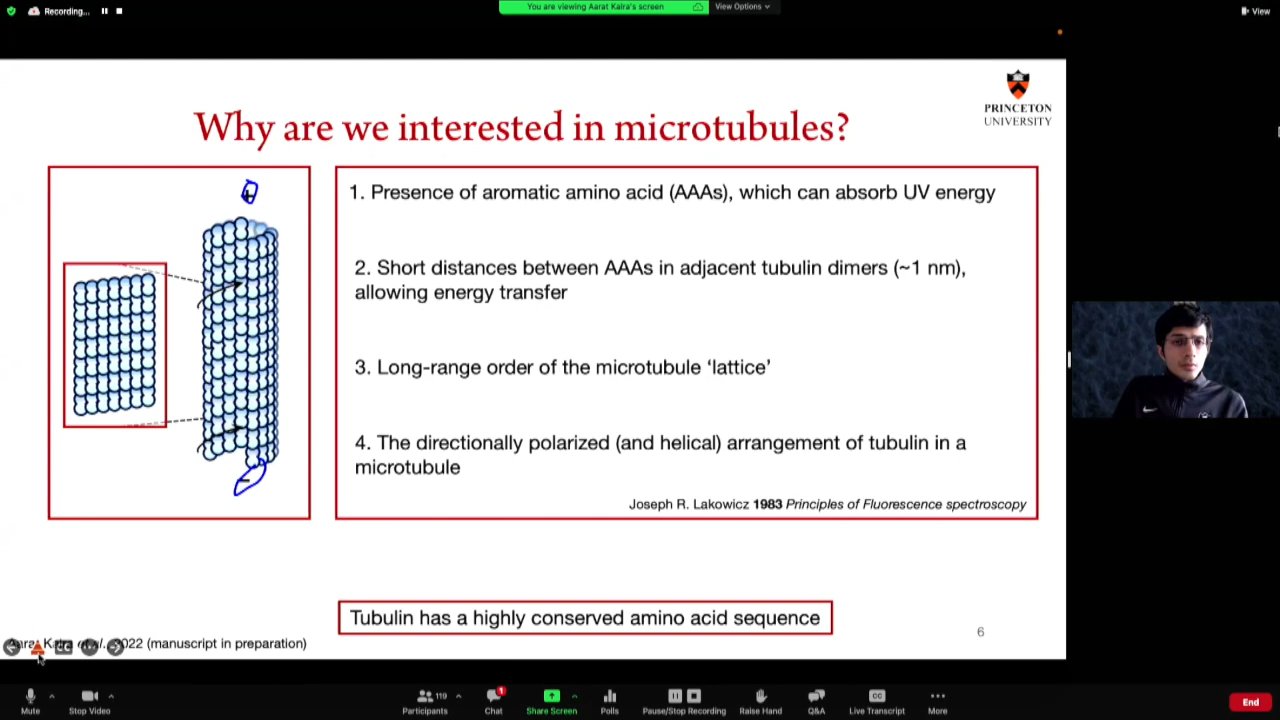 Recording...
You are viewing Aarat Kalra's screen
View Options
View
PRINCETON
UNIVERSITY
Why are we interested in microtubules?
+
1. Presence of aromatic amino acid (AAAs), which can absorb UV energy
2. Short distances between AAAs in adjacent tubulin dimers (~1 nm),
allowing energy transfer
3. Long-range order of the microtubule ‘lattice’
4. The directionally polarized (and helical) arrangement of tubulin in a
microtubule
-
Joseph R. Lakowicz 1983 Principles of Fluorescence spectroscopy
Tubulin has a highly conserved amino acid sequence
6
2022 (manuscript in preparation)
119
1
CC
Mute
Stop Video
Participants
Chat
Share Screen
Polls
Pause/Stop Recording
Raise Hand
Q&A
Live Transcript
More
End